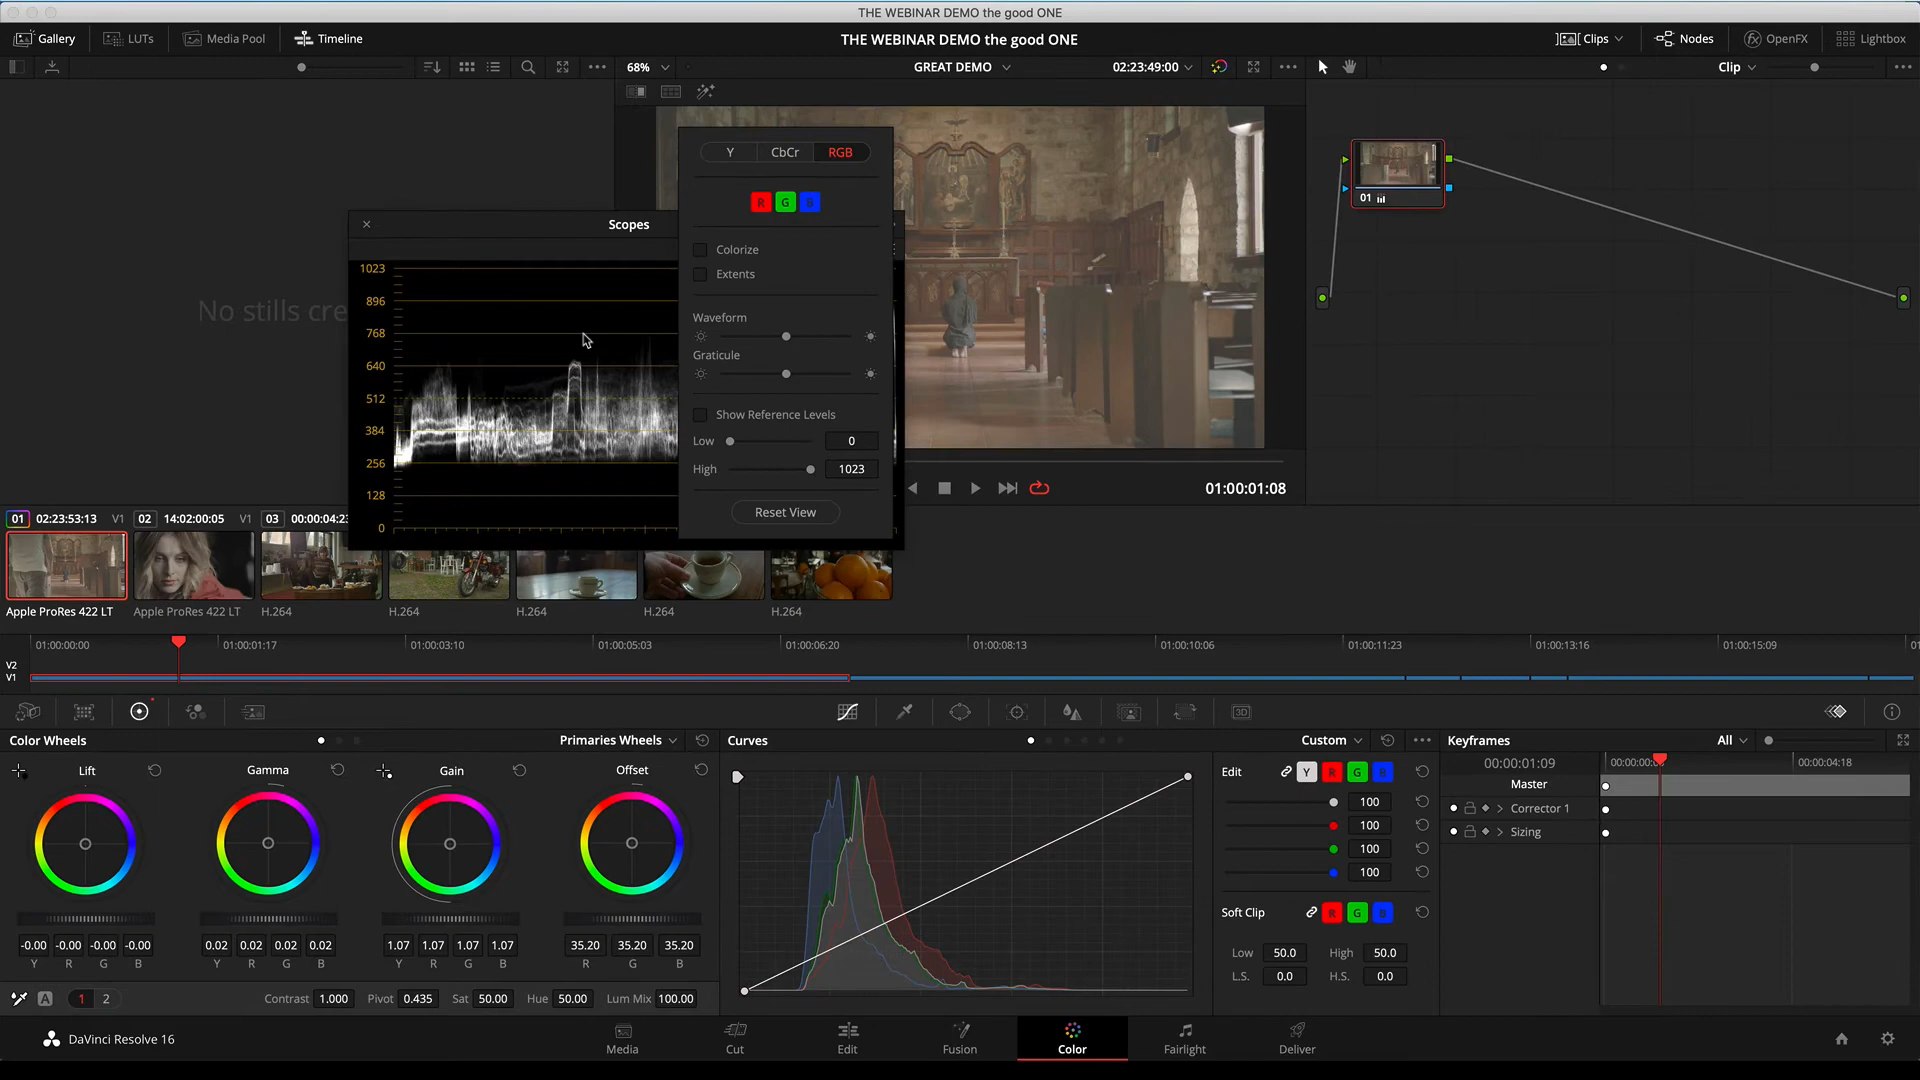 THE WEBINAR DEMO the good ONE
Gallery LUTs Media Pool Timeline THE WEBINAR DEMO the good ONE Clips Nodes OpenFX Lightbox
68% GREAT DEMO 02:23:49:00 Clip
Y CbCr RGB
R G B
Scopes
Colorize
Extents
No stills cre
1023
896
768
640
512
384
256
128
0
Waveform
Graticule
Show Reference Levels
Low 0
High 1023
Reset View
01
01:00:01:08
01 02:23:53:13 V1 02 14:02:00:05 V1 03 00:00:04:23
Apple ProRes 422 LT Apple ProRes 422 LT H.264 H.264 H.264 H.264 H.264
01:00:00:00 01:00:01:17 01:00:03:10 01:00:05:03 01:00:06:20 01:00:08:13 01:00:10:06 01:00:11:23 01:00:13:16 01:00:15:09 01
V2
V1
3D
Color Wheels Primaries Wheels
Lift Gamma Gain Offset
-0.00 -0.00 -0.00 -0.00 0.02 0.02 0.02 0.02 1.07 1.07 1.07 1.07 35.20 35.20 35.20
Y R G B Y R G B Y R G B R G B
A 1 2 Contrast 1.000 Pivot 0.435 Sat 50.00 Hue 50.00 Lum Mix 100.00
Curves Custom
Edit Y R G B
100
100
100
100
Soft Clip R G B
Low 50.0 High 50.0
L.S. 0.0 H.S. 0.0
Keyframes All
00:00:01:09 00:00:0 00:00:04:18
Master
Corrector 1
Sizing
DaVinci Resolve 16 Media Cut Edit Fusion Color Fairlight Deliver